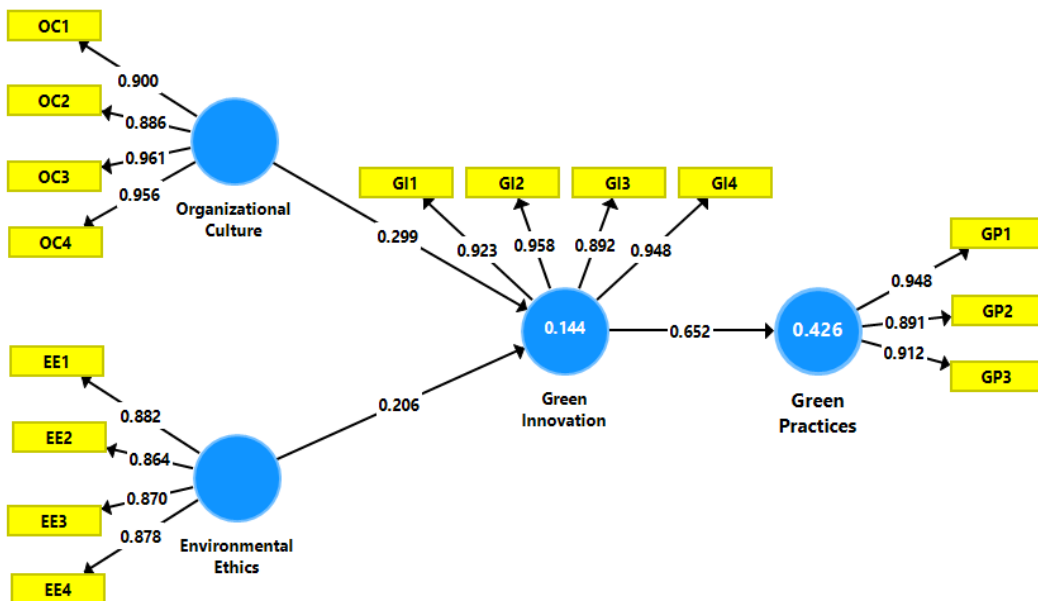 OC1
0.900
OC2
0.886
OC3
0.961
0.956
OC4
Organizational
Culture
0.299
GI1
GI2
GI3
GI4
0.923
0.958
0.892
0.948
0.144
Green
Innovation
0.652
0.426
Green
Practices
GP1
0.948
GP2
0.891
0.912
GP3
EE1
0.882
EE2
0.864
0.870
EE3
0.878
EE4
Environmental
Ethics
0.206